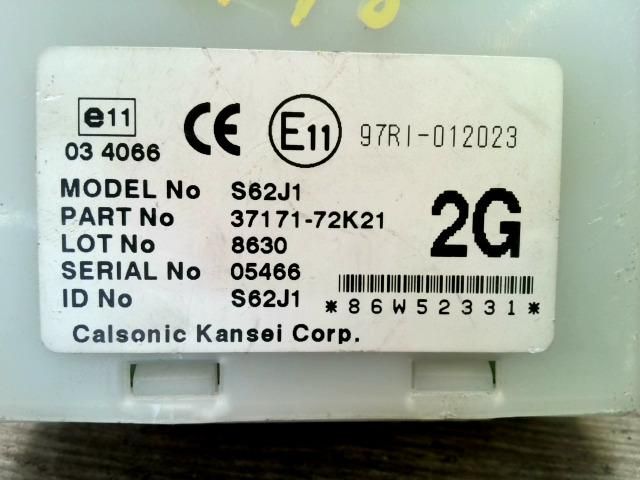 e11
03 4066
CE
E11
97RI-012023
MODEL No S62J1
PART No 37171-72K21
LOT No 8630
SERIAL No 05466
ID No S62J1
2G
*86W52331*
Calsonic Kansei Corp.